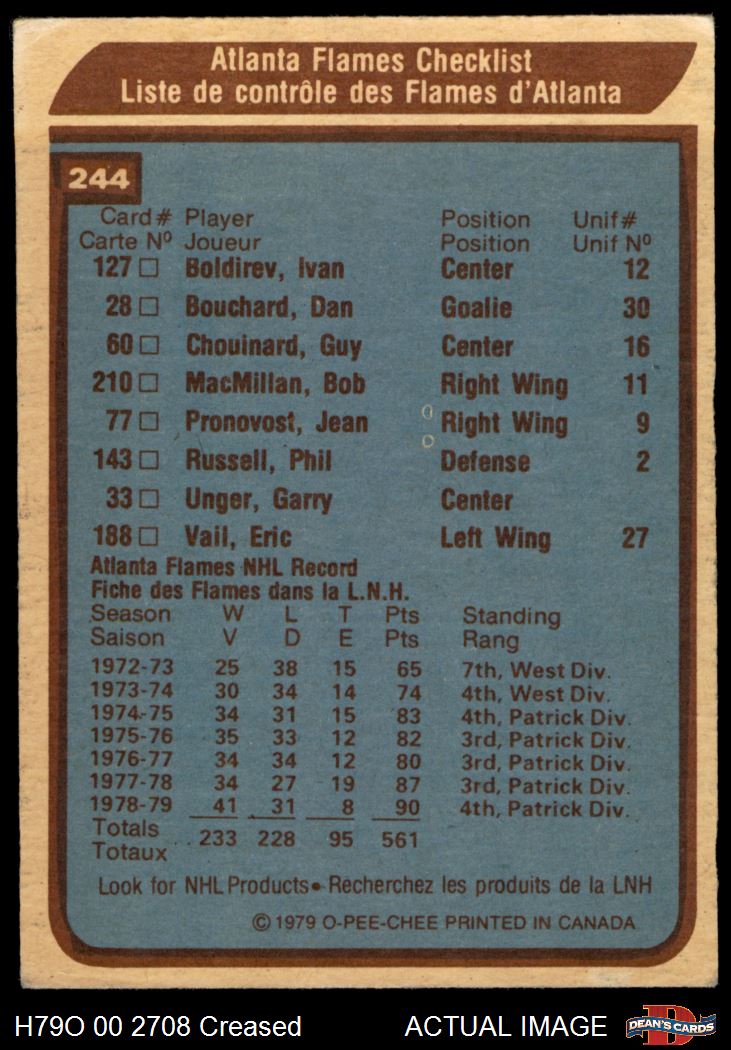 Atlanta Flames Checklist
Liste de contrôle des Flames d'Atlanta
244
Card # Player Position Unif #
Carte Nº Joueur Position Unif Nº
127 □ Boldirev, Ivan Center 12
28 □ Bouchard, Dan Goalie 30
60 □ Chouinard, Guy Center 16
210 □ MacMillan, Bob Right Wing 11
77 □ Pronovost, Jean Right Wing 9
143 □ Russell, Phil Defense 2
33 □ Unger, Garry Center
188 □ Vail, Eric Left Wing 27
Atlanta Flames NHL Record
Fiche des Flames dans la L.N.H.
Season W L T Pts Standing
Saison V D E Pts Rang
1972-73 25 38 15 65 7th, West Div.
1973-74 30 34 14 74 4th, West Div.
1974-75 34 31 15 83 4th, Patrick Div.
1975-76 35 33 12 82 3rd, Patrick Div.
1976-77 34 34 12 80 3rd, Patrick Div.
1977-78 34 27 19 87 3rd, Patrick Div.
1978-79 41 31 8 90 4th, Patrick Div.
Totals
Totaux . . 233 228 95 561
Look for NHL Products • Recherchez les produits de la LNH
© 1979 O-PEE-CHEE PRINTED IN CANADA
H79O 00 2708 Creased ACTUAL IMAGE DEAN'S CARDS